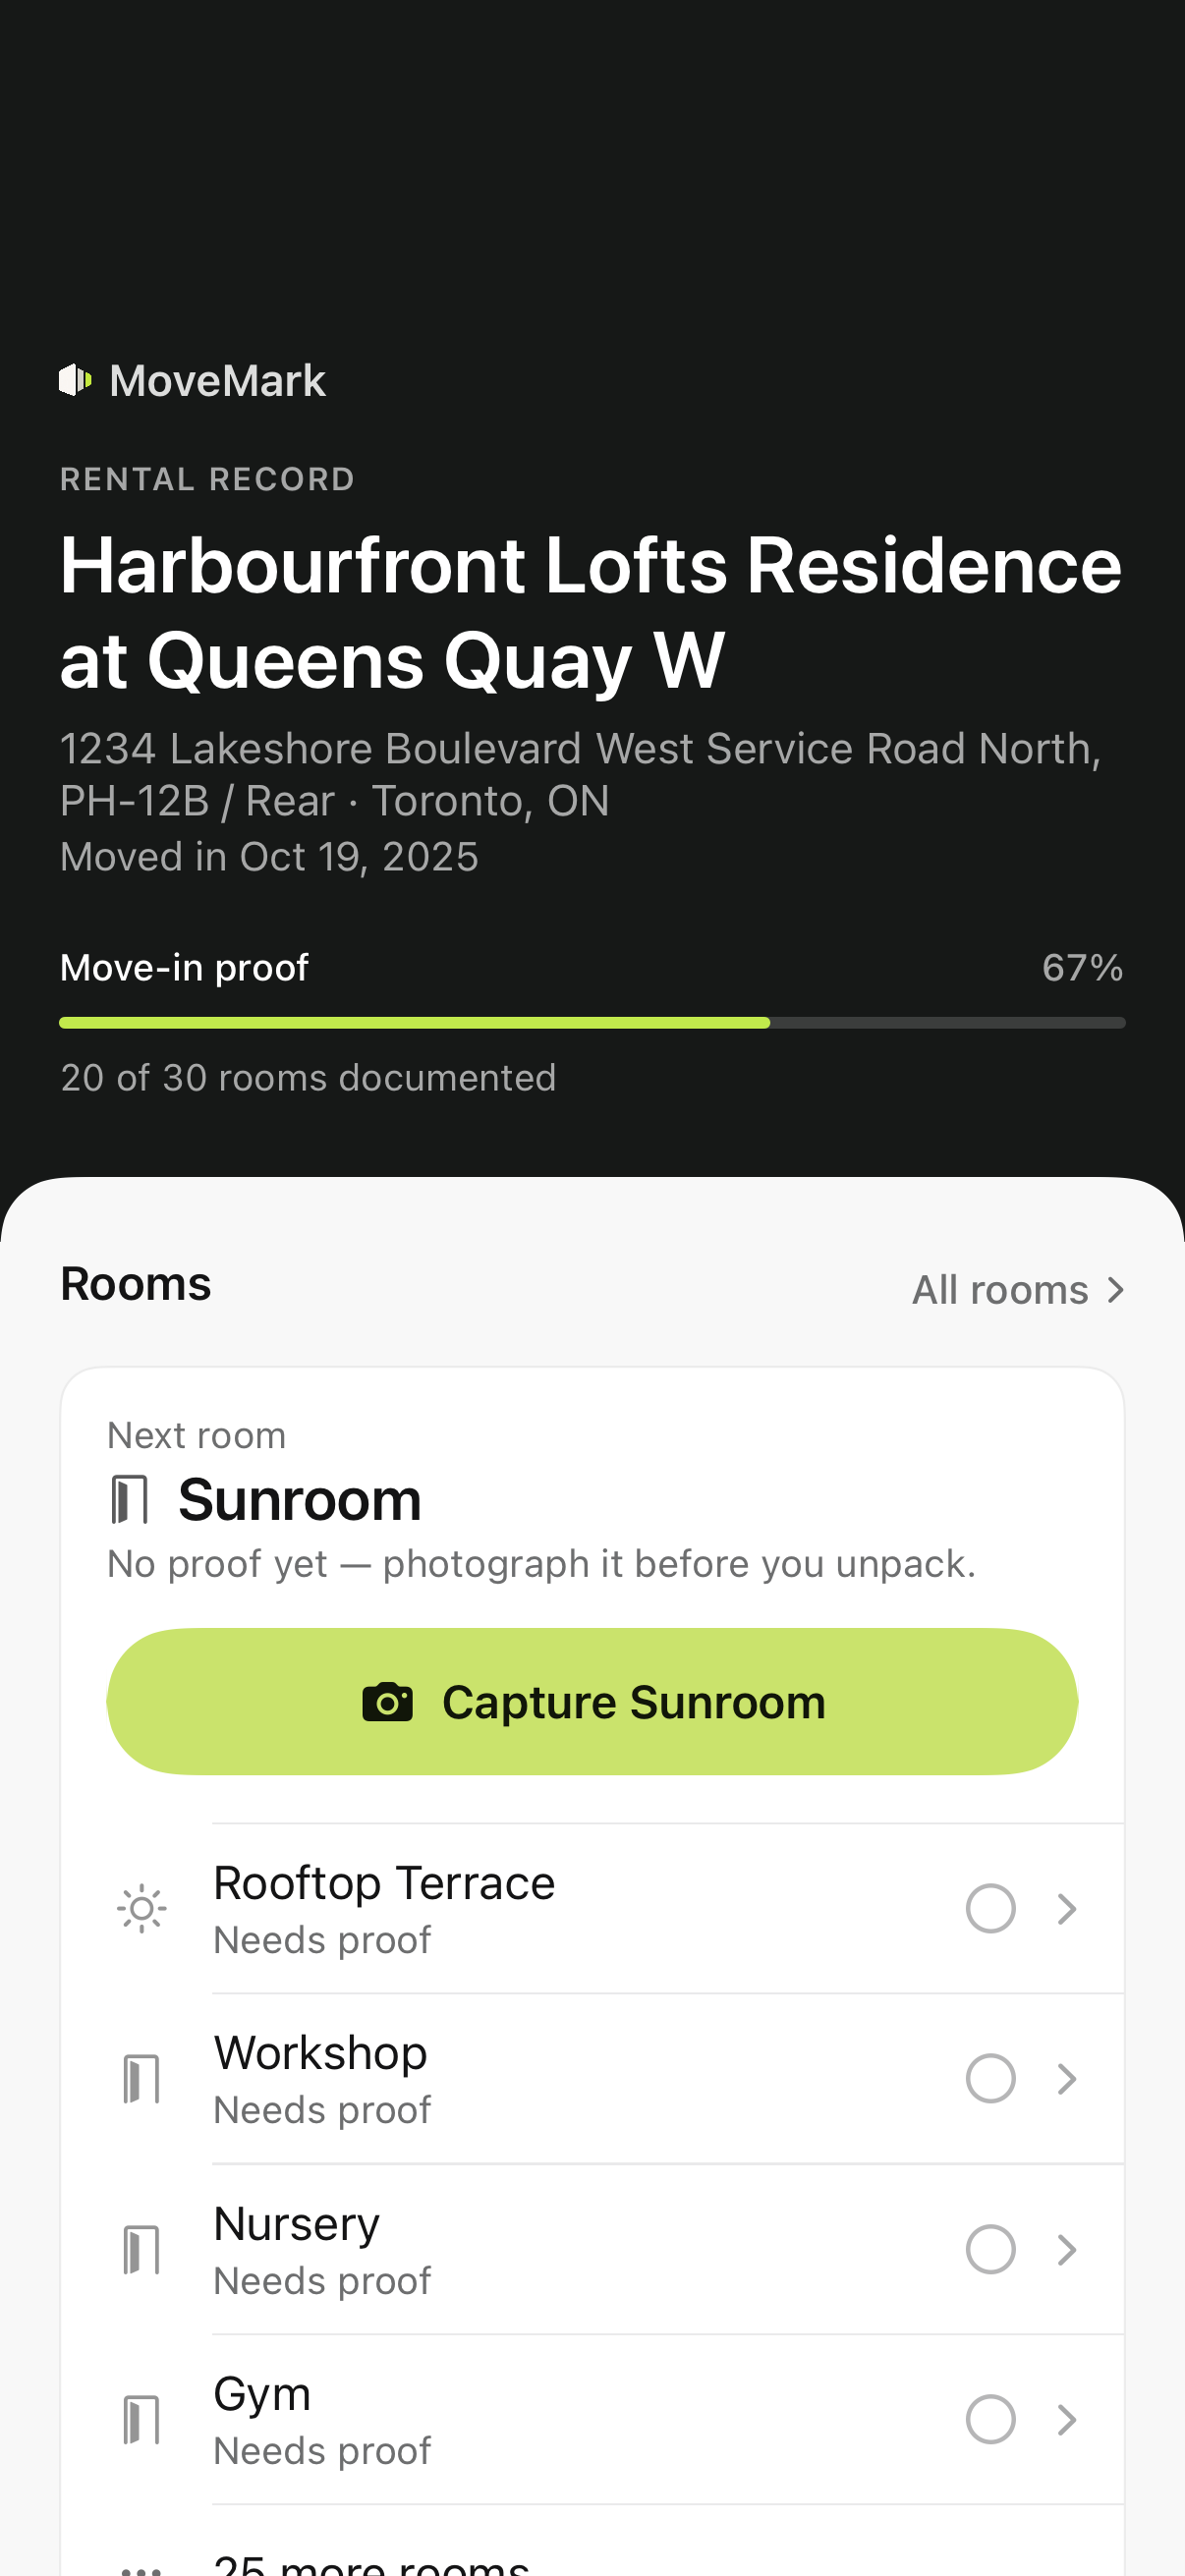 MoveMark
RENTAL RECORD
Harbourfront Lofts Residence
at Queens Quay W
1234 Lakeshore Boulevard West Service Road North,
PH-12B / Rear · Toronto, ON
Moved in Oct 19, 2025
Move-in proof 67%
20 of 30 rooms documented
Rooms All rooms
Next room
Sunroom
No proof yet — photograph it before you unpack.
Capture Sunroom
Rooftop Terrace
Needs proof
Workshop
Needs proof
Nursery
Needs proof
Gym
Needs proof
25 more rooms